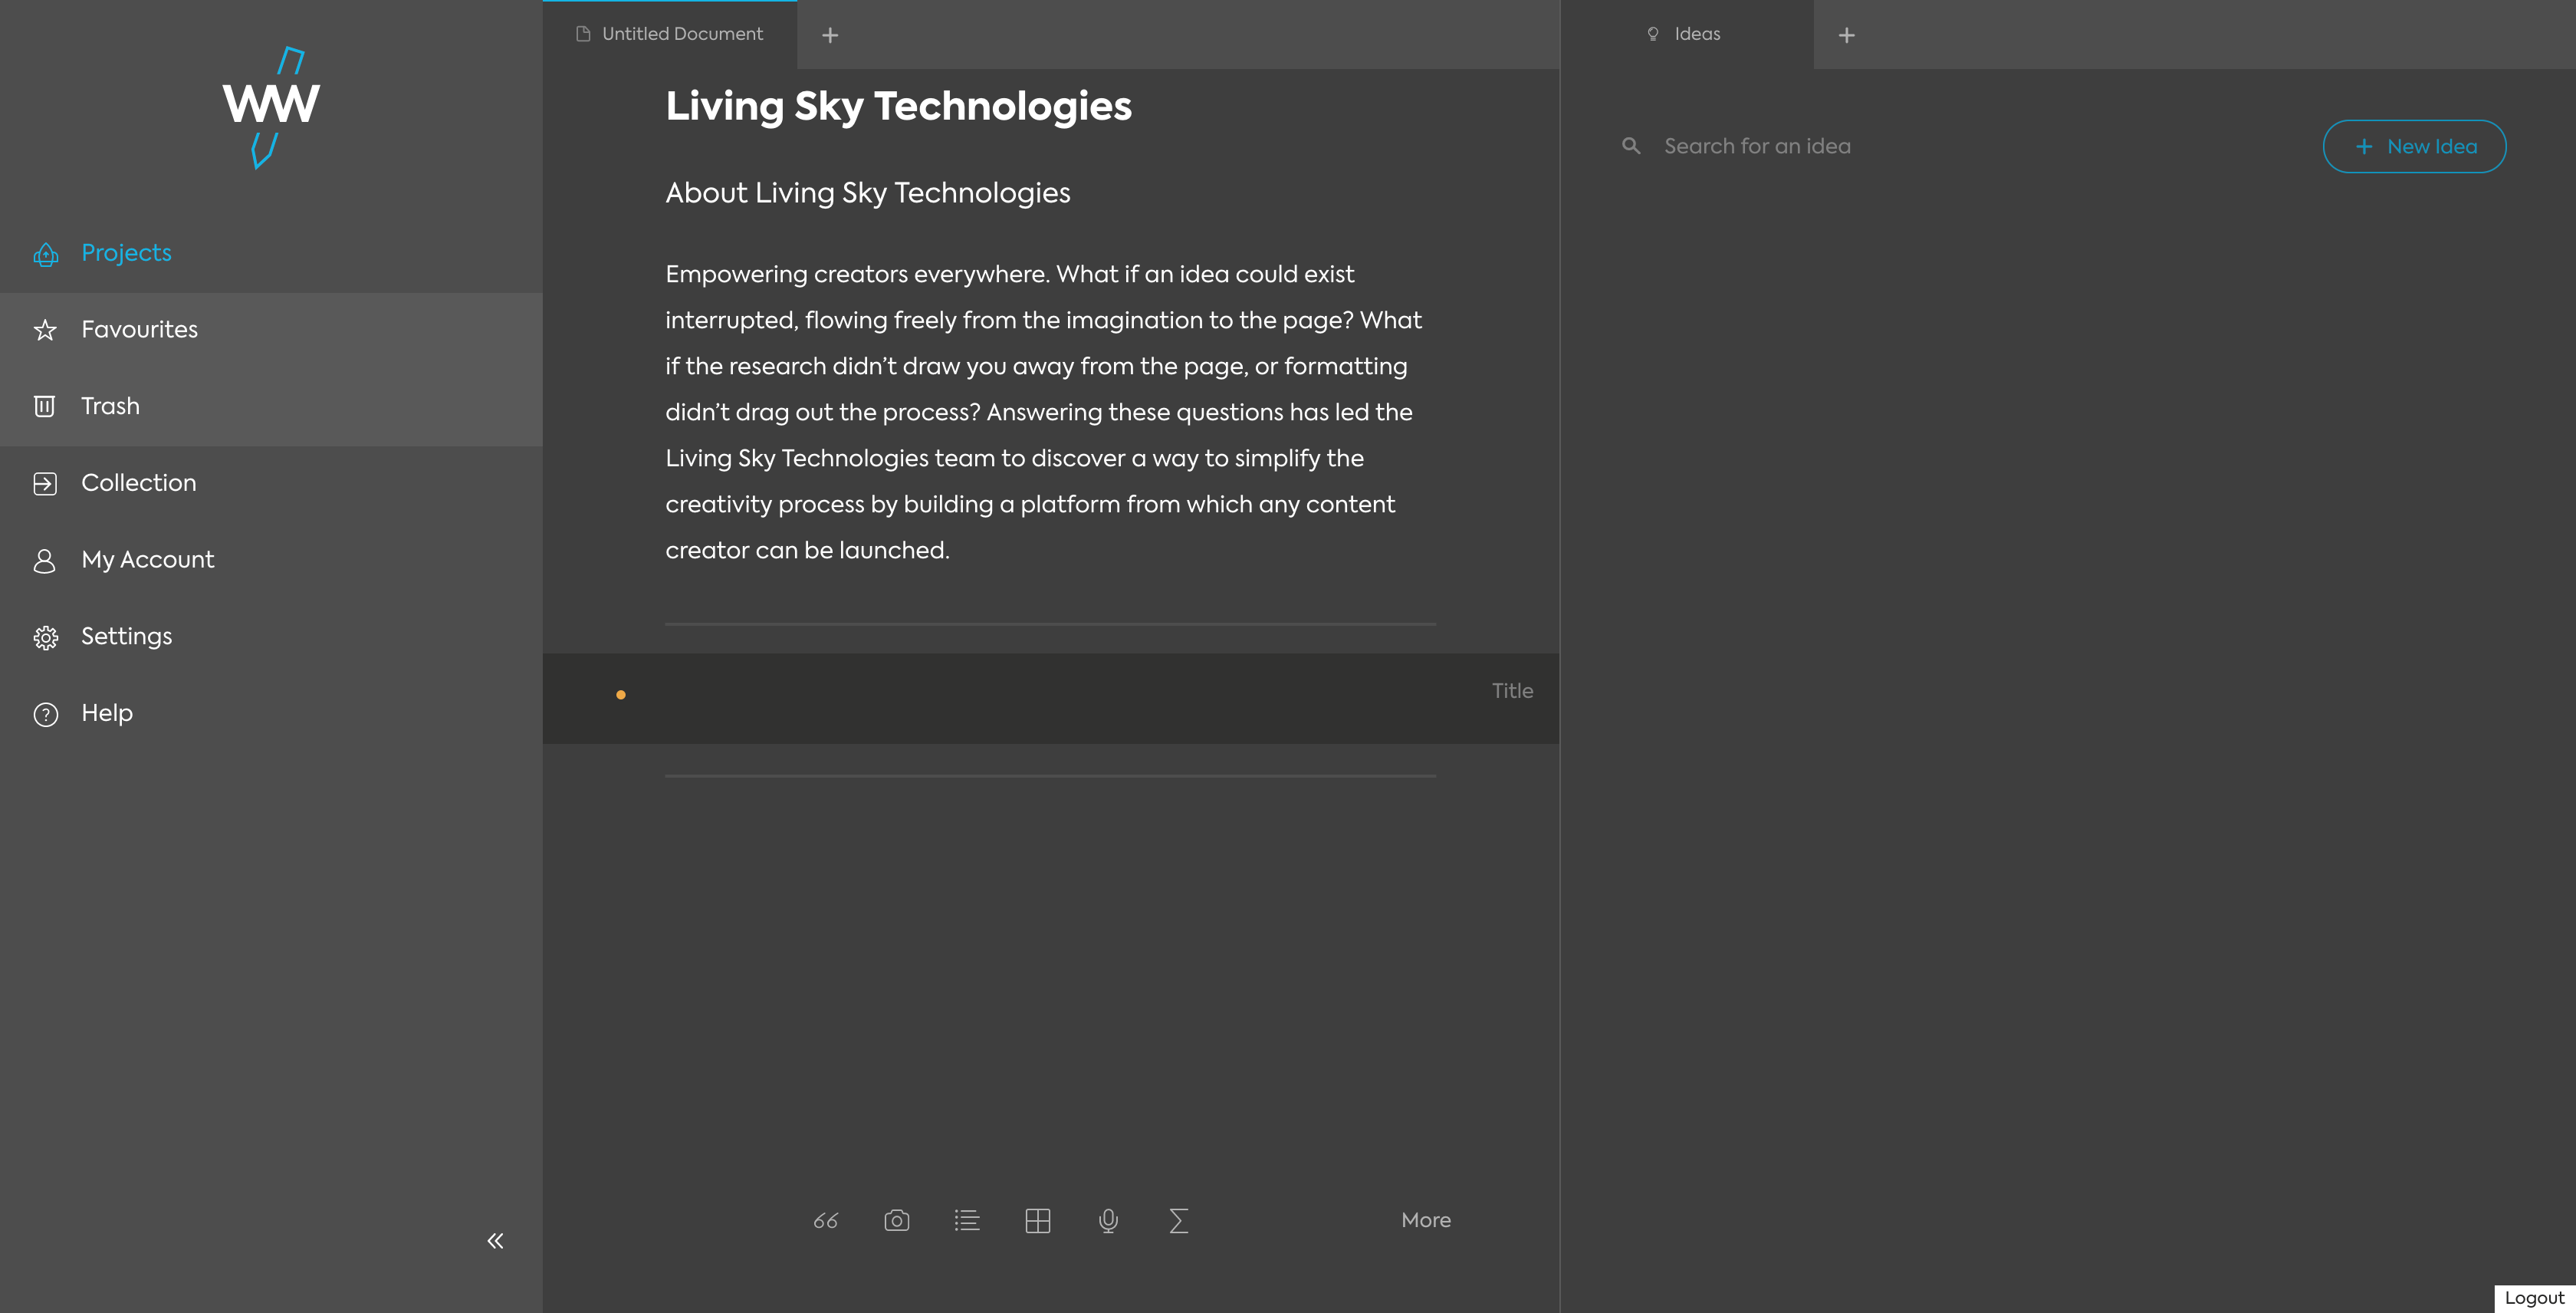 WW
Projects
Favourites
Trash
Collection
My Account
Settings
Help
Untitled Document
Living Sky Technologies
About Living Sky Technologies
Empowering creators everywhere. What if an idea could exist
interrupted, flowing freely from the imagination to the page? What
if the research didn’t draw you away from the page, or formatting
didn’t drag out the process? Answering these questions has led the
Living Sky Technologies team to discover a way to simplify the
creativity process by building a platform from which any content
creator can be launched.
Title
More
Ideas
Search for an idea
+ New Idea
Logout